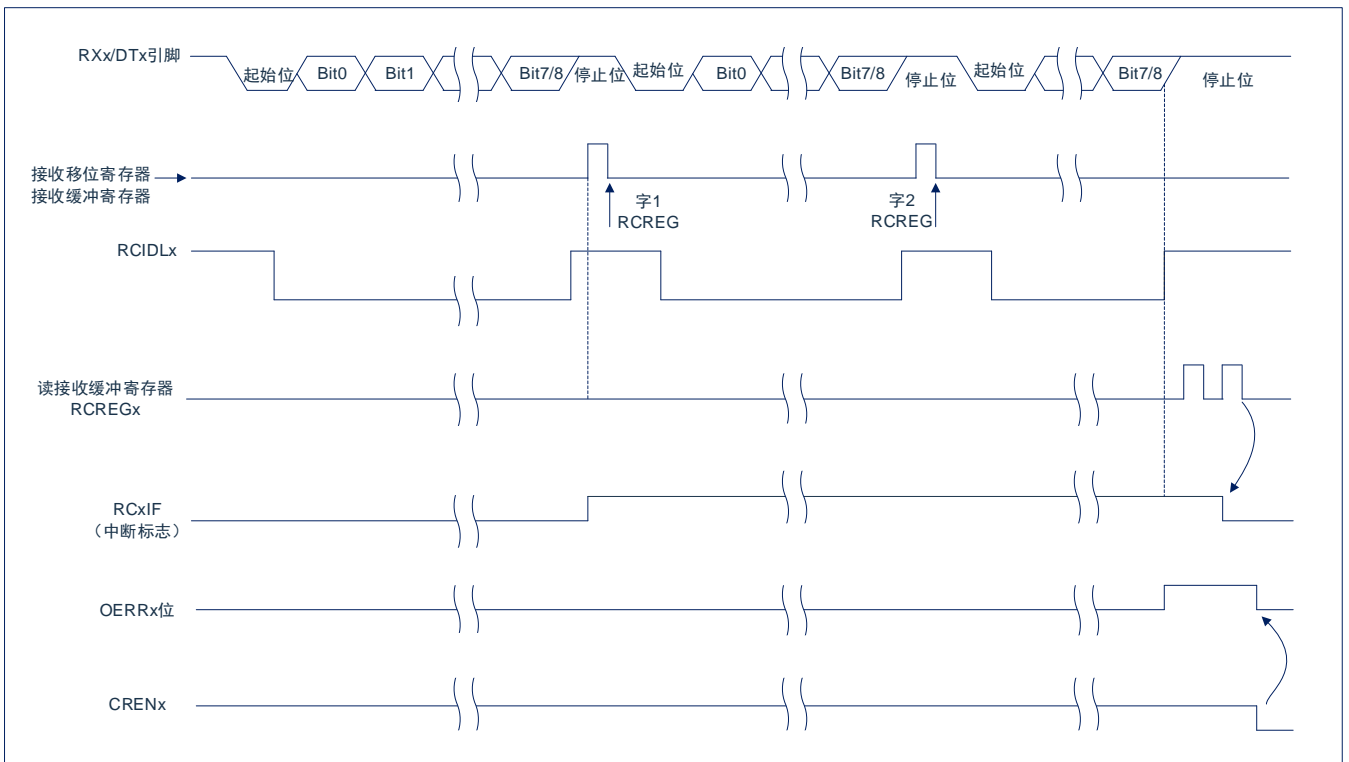 RXx/DTx引脚
起始位 Bit0 Bit1 Bit7/8 停止位 起始位 Bit0 Bit7/8 停止位 起始位 Bit7/8 停止位
接收移位寄存器
接收缓冲寄存器
字1
RCREG
字2
RCREG
RCIDLx
读接收缓冲寄存器
RCREGx
RCxIF
（中断标志）
OERRx位
CRENx